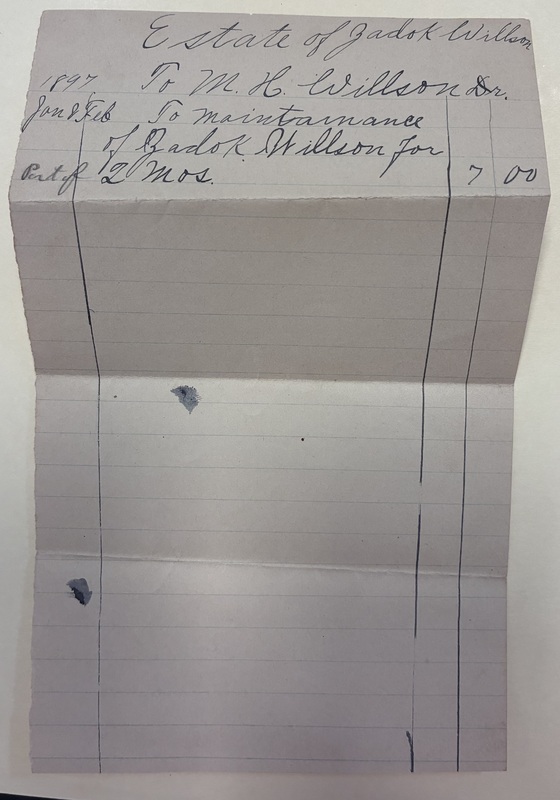 Estate of Zadok Willson
1897 To M. H. Willson Dr.
Jan & Feb To maintainance
of Zadok Willson for
Part of 2 Mos. 7 00